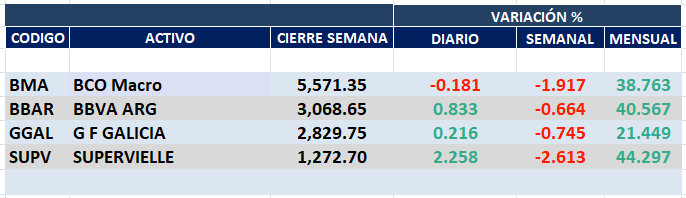 VARIACIÓN %
CODIGO ACTIVO CIERRE SEMANA DIARIO SEMANAL MENSUAL
BMA BCO Macro 5,571.35 -0.181 -1.917 38.763
BBAR BBVA ARG 3,068.65 0.833 -0.664 40.567
GGAL G F GALICIA 2,829.75 0.216 -0.745 21.449
SUPV SUPERVIELLE 1,272.70 2.258 -2.613 44.297